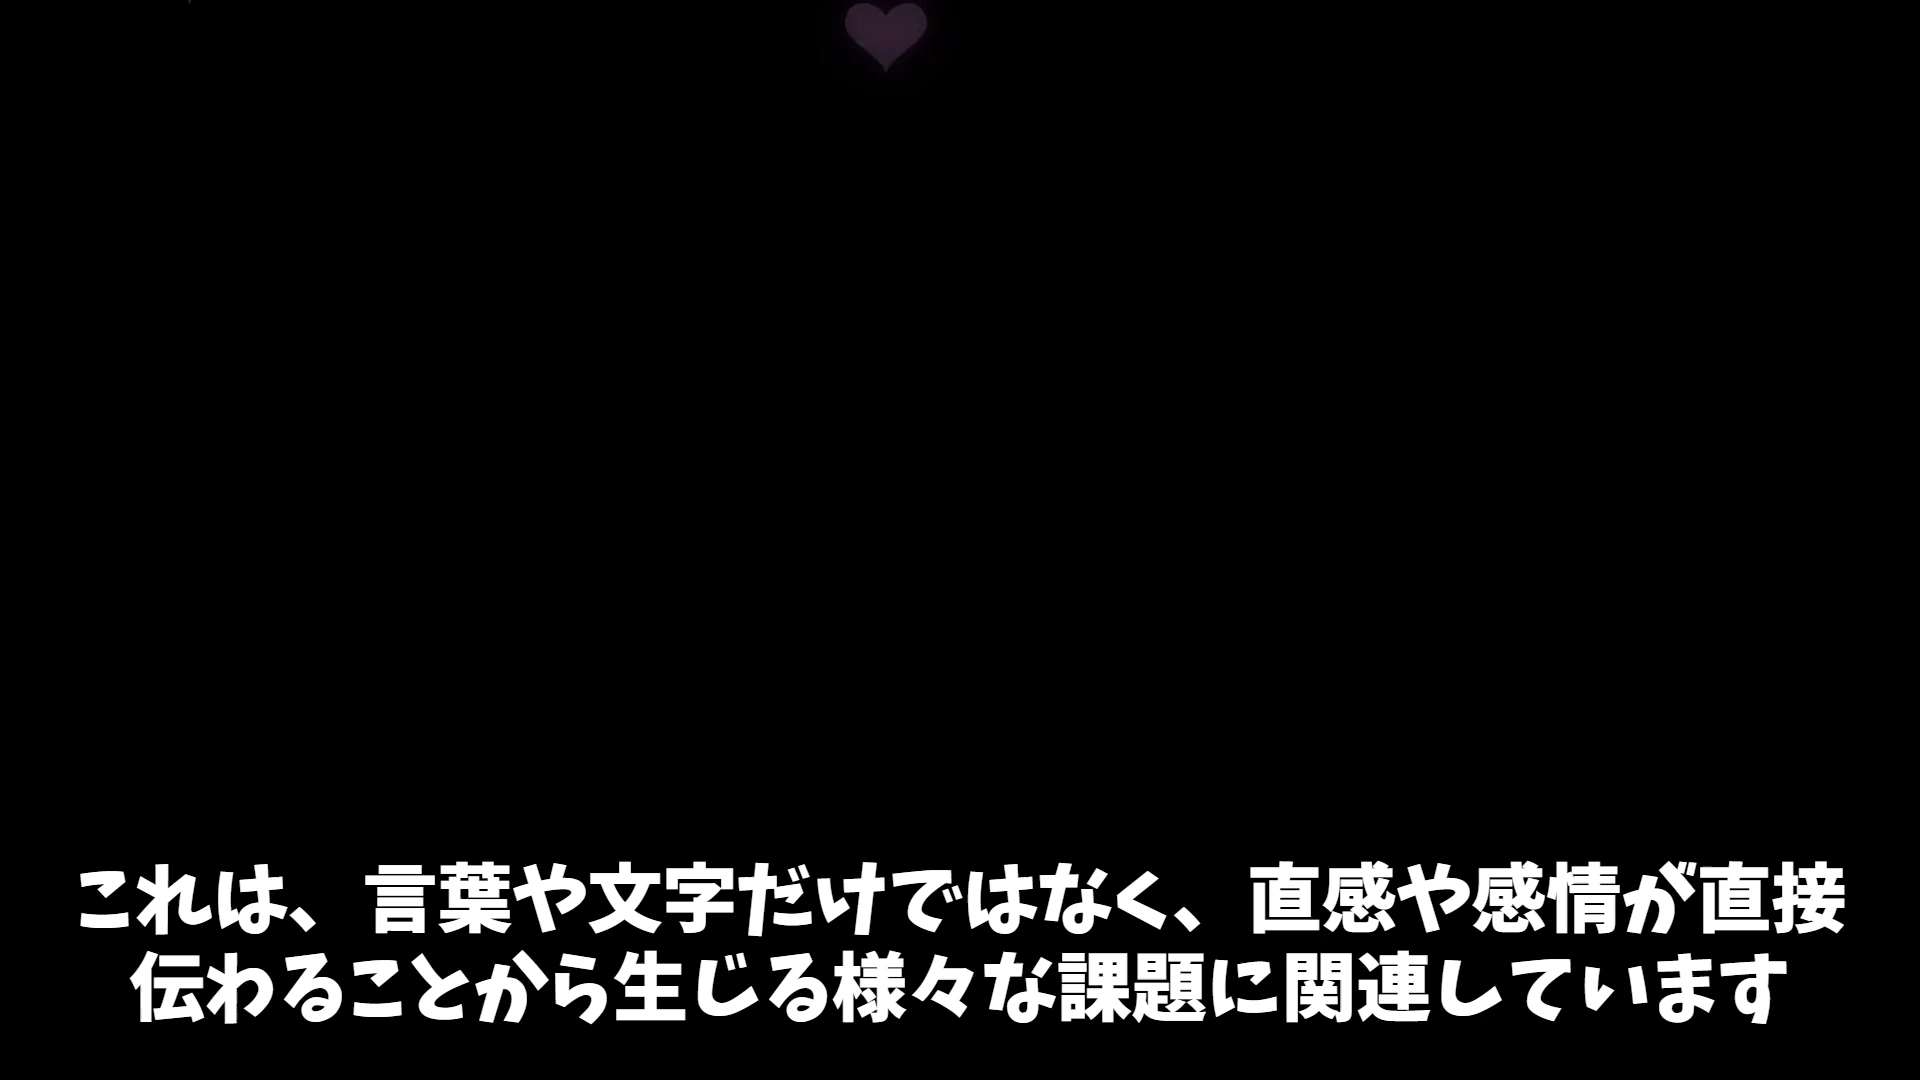 これは、言葉や文字だけではなく、直感や感情が直接
伝わることから生じる様々な課題に関連しています